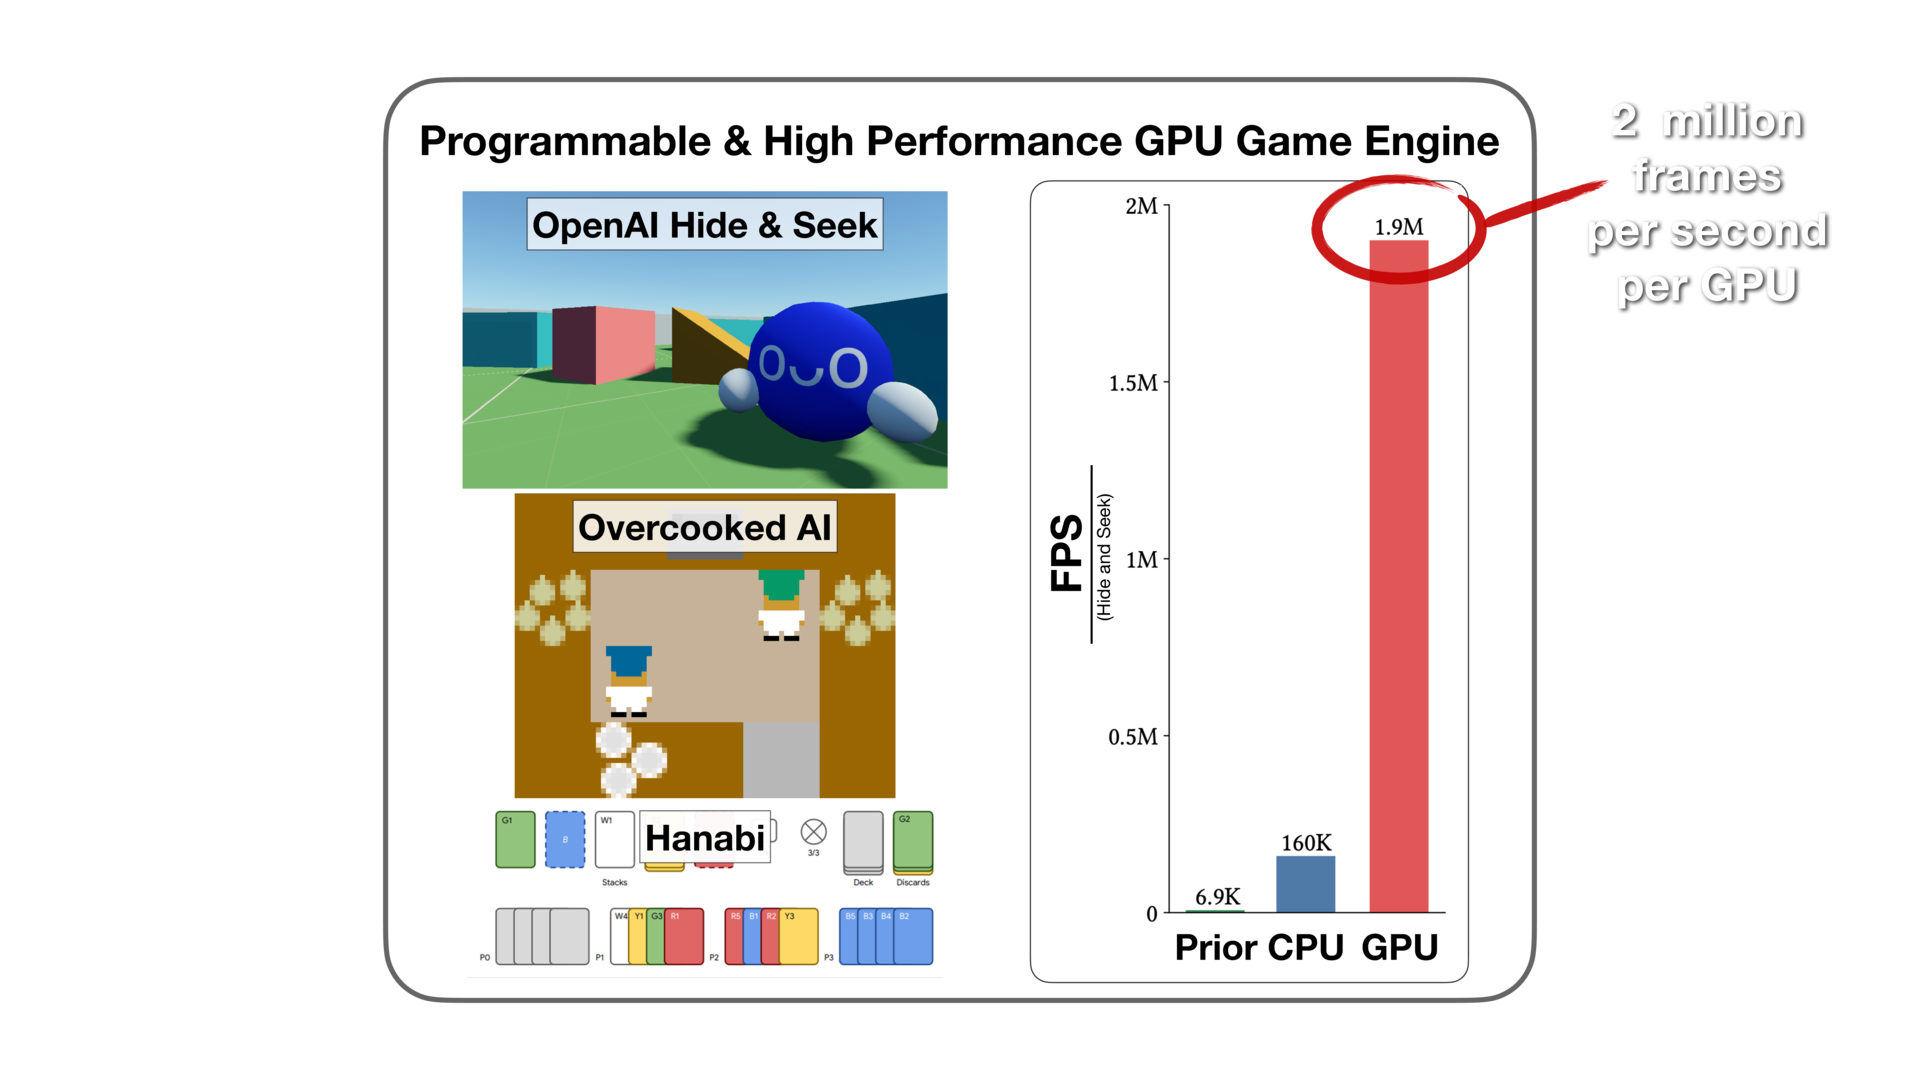 Programmable & High Performance GPU Game Engine
2 million
frames
per second
per GPU
OpenAI Hide & Seek
Overcooked AI
Hanabi
G1
B
W1
3/3
G2
Stacks
Deck
Discards
P0
P1
W4 Y1 G3 R1
P2
R5 B1 R2 Y3
P3
B5 B3 B4 B2
FPS
(Hide and Seek)
2M
1.5M
1M
0.5M
0
6.9K
160K
1.9M
Prior CPU GPU